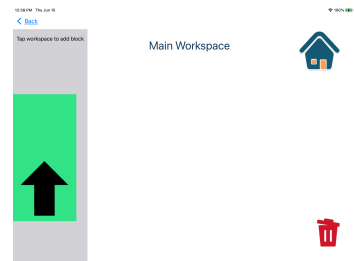 12:38 PM Thu Jun 15
100%
Back
Tap workspace to add block
Main Workspace